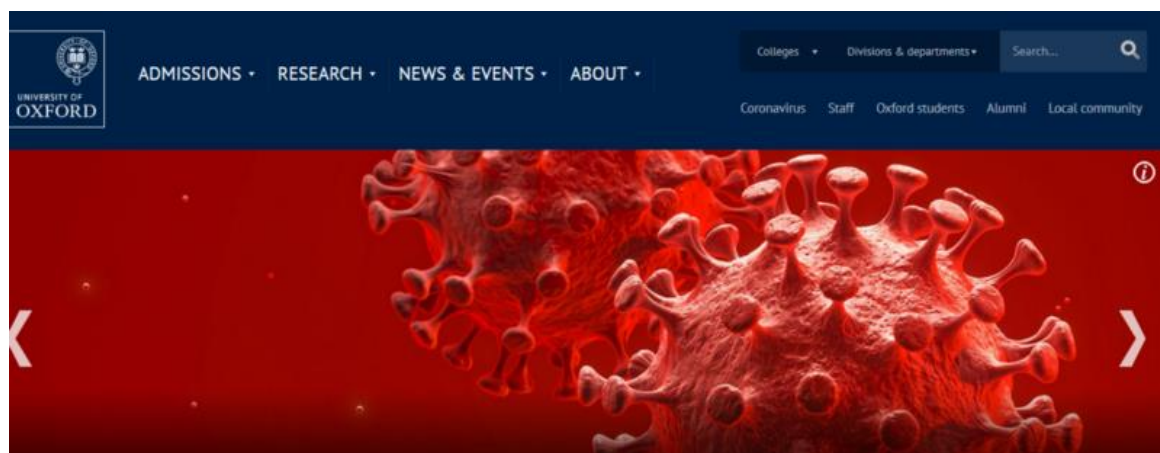 UNIVERSITY OF
OXFORD
ADMISSIONS
RESEARCH
NEWS & EVENTS
ABOUT
Colleges
Divisions & departments
Search...
Coronavirus
Staff
Oxford students
Alumni
Local community
i